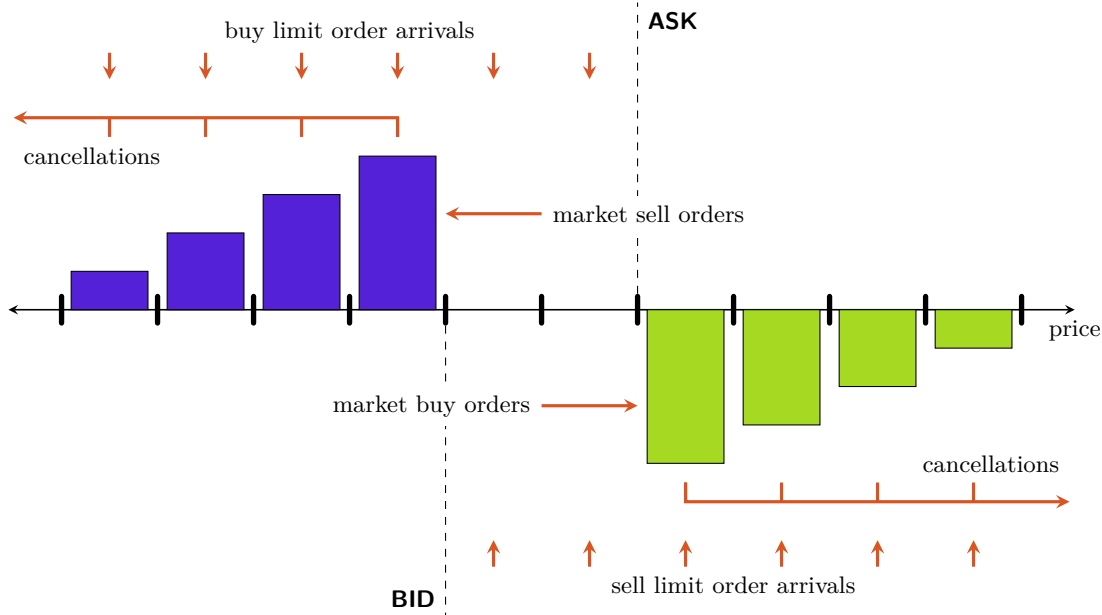 ASK
buy limit order arrivals
cancellations
market sell orders
price
market buy orders
cancellations
sell limit order arrivals
BID